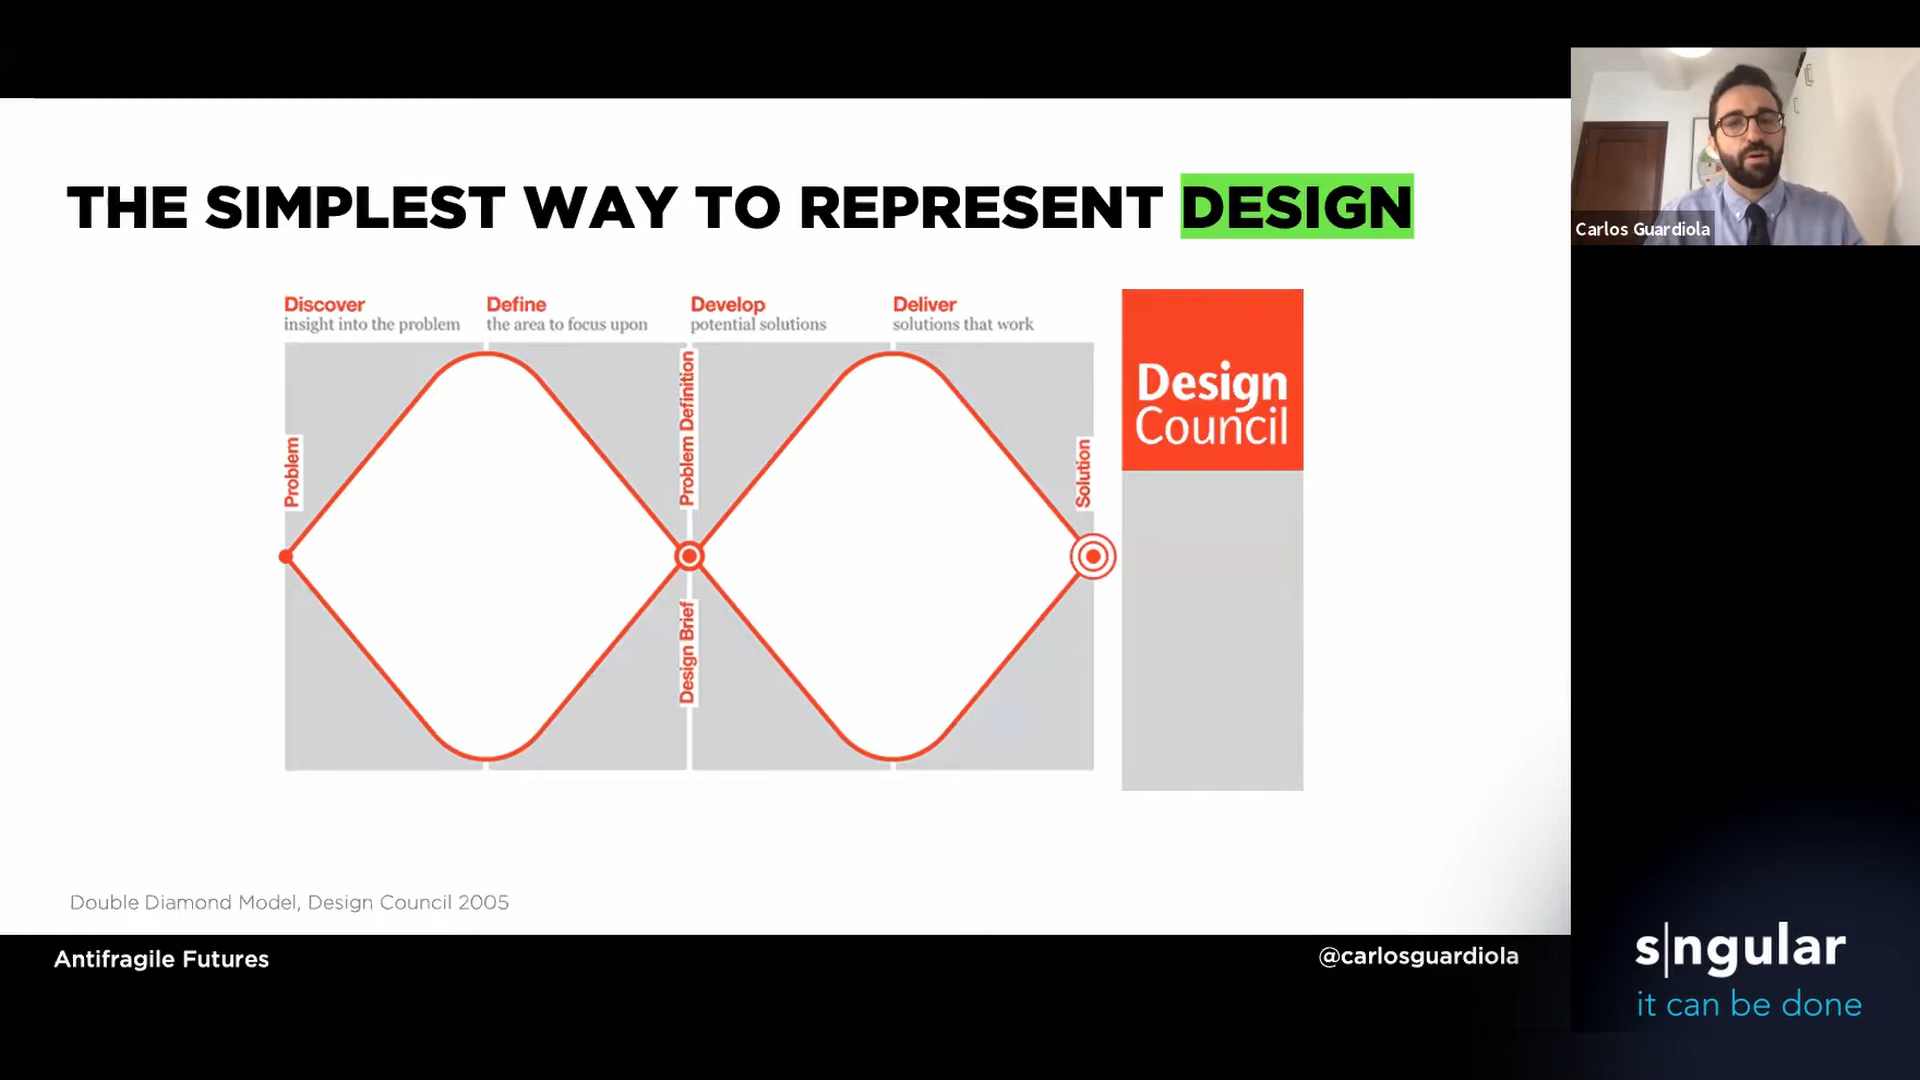 THE SIMPLEST WAY TO REPRESENT DESIGN
Carlos Guardiola
Discover
insight into the problem
Define
the area to focus upon
Develop
potential solutions
Deliver
solutions that work
Problem
Problem Definition
Design Brief
Solution
Design
Council
Double Diamond Model, Design Council 2005
Antifragile Futures
@carlosguardiola
s|ngular
it can be done